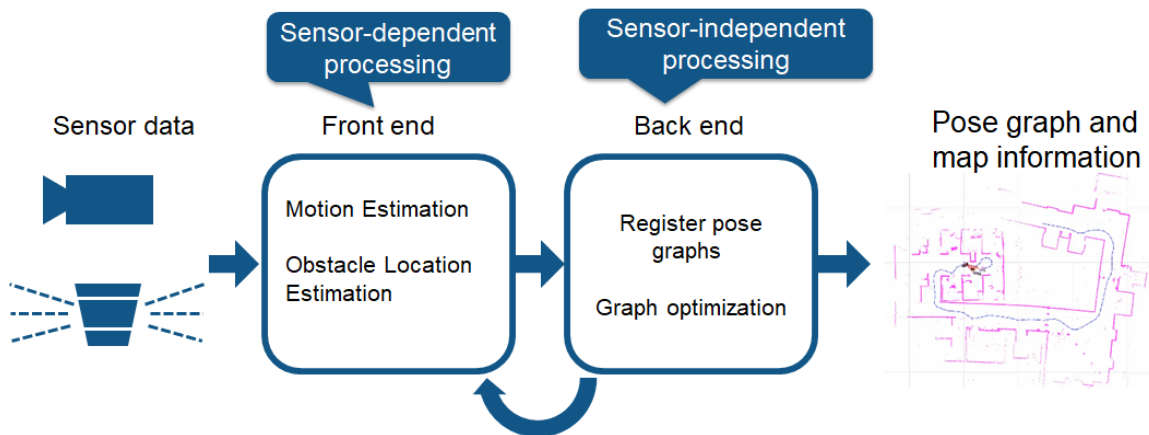 Sensor-dependent
processing
Sensor-independent
processing
Sensor data
Front end
Back end
Pose graph and
map information
Motion Estimation
Obstacle Location
Estimation
Register pose
graphs
Graph optimization